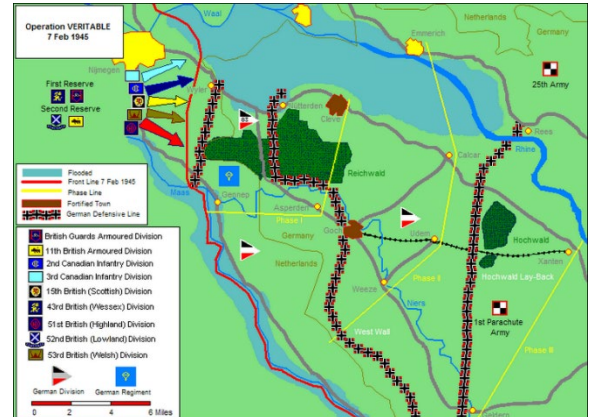 Operation VERITABLE
7 Feb 1945
Nijmegen
First Reserve
Second Reserve
Waal
Netherlands
Germany
Emmerich
Wyler
Rütterden
Cleve
25th Army
Rees
Rhine
Calcar
Reichwald
Maas
Gennep
Asperden
Phase I
Germany
Netherlands
Goch
Udem
Hochwald
Xanten
Hochwald Lay-Back
Phase II
Weeze
Niers
West Wall
1st Parachute
Army
Phase III
Flooded
Front Line 7 Feb 1945
Phase Line
Fortified Town
German Defensive Line
British Guards Armoured Division
11th British Armoured Division
2nd Canadian Infantry Division
3rd Canadian Infantry Division
15th British (Scottish) Division
43rd British (Wessex) Division
51st British (Highland) Division
52nd British (Lowland) Division
53rd British (Welsh) Division
German Division
German Regiment
0
2
4
6 Miles